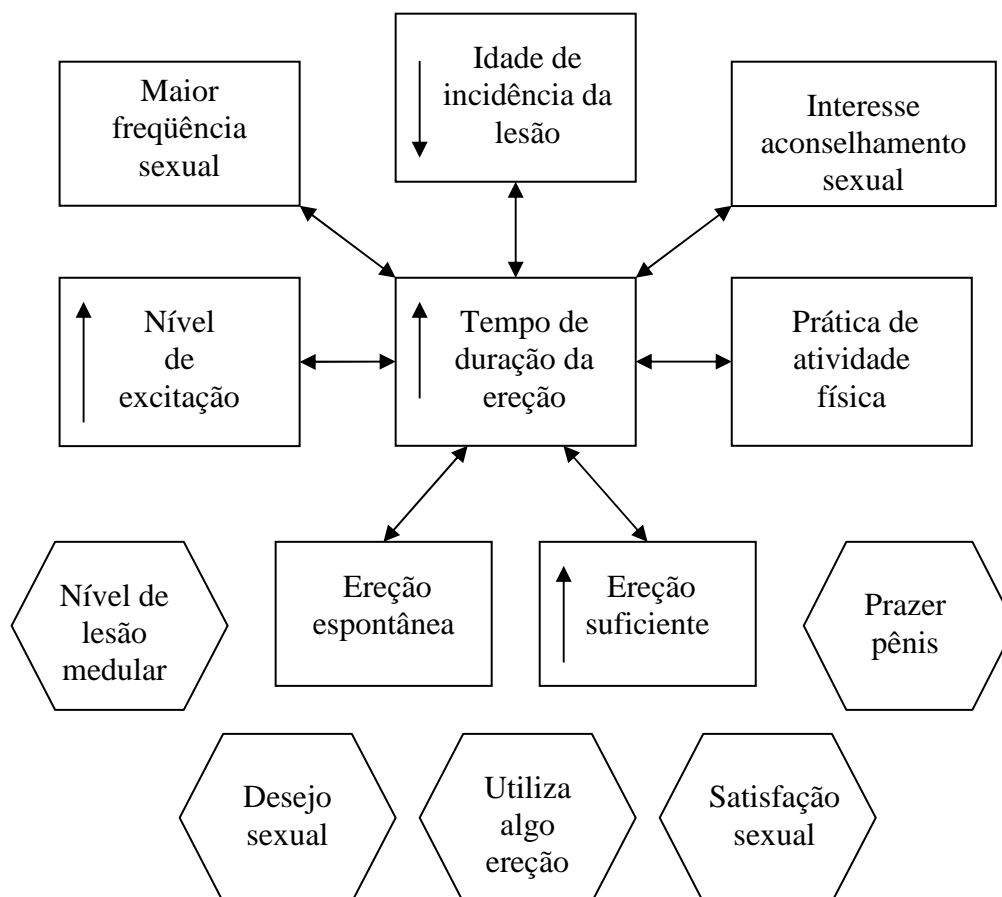 Maior
freqüência
sexual
Idade de
incidência da
lesão
Interesse
aconselhamento
sexual
Nível
de
excitação
Tempo de
duração da
ereção
Prática de
atividade
física
Nível de
lesão
medular
Ereção
espontânea
Ereção
suficiente
Prazer
pênis
Desejo
sexual
Utiliza
algo
ereção
Satisfação
sexual